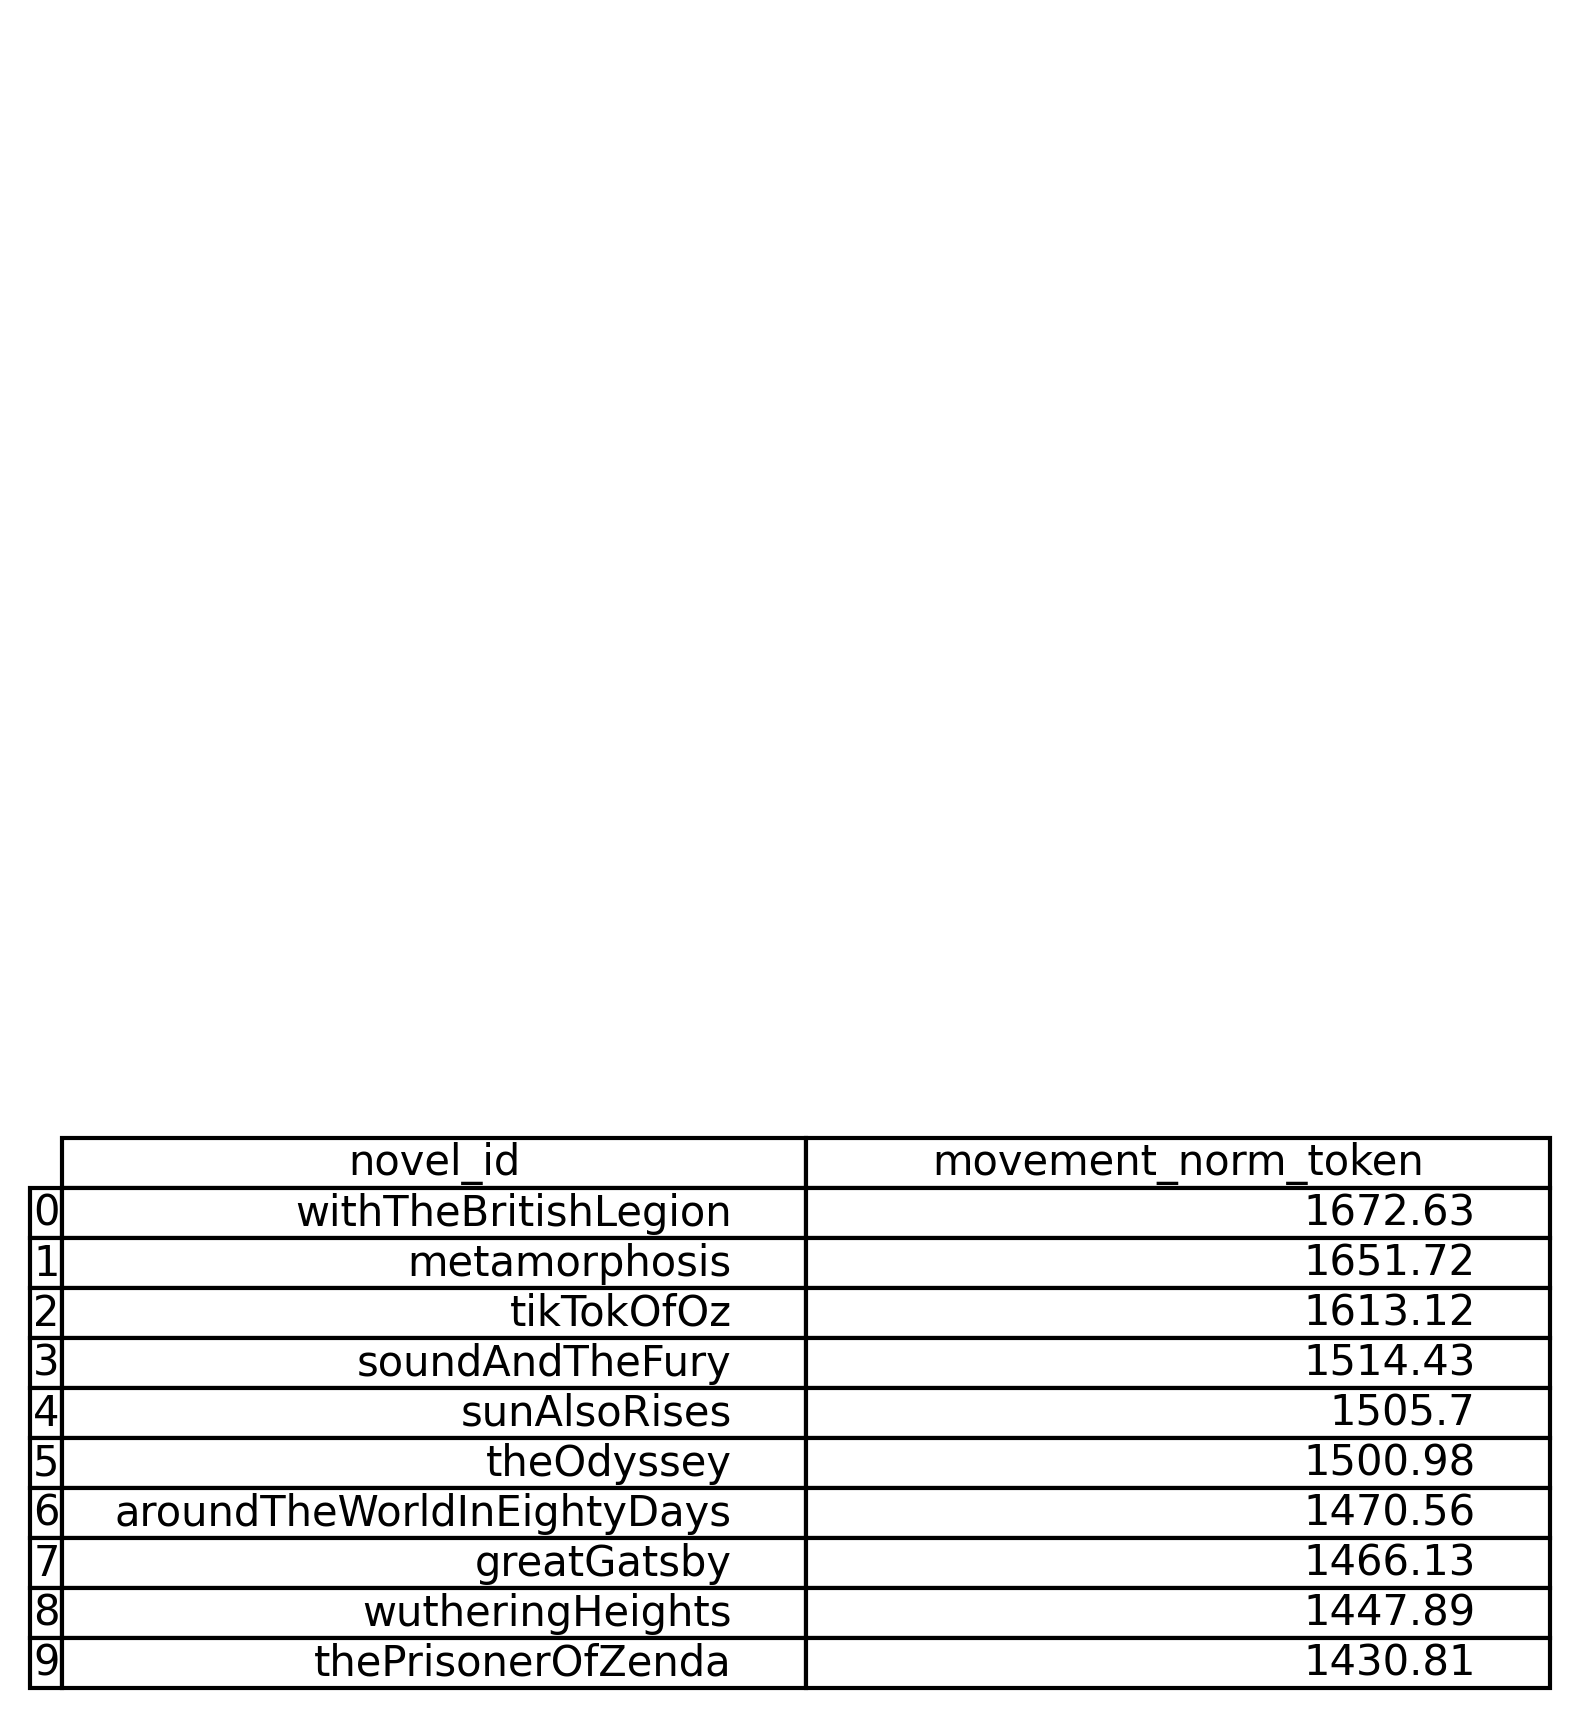 novel_id movement_norm_token
0 withTheBritishLegion 1672.63
1 metamorphosis 1651.72
2 tikTokOfOz 1613.12
3 soundAndTheFury 1514.43
4 sunAlsoRises 1505.7
5 theOdyssey 1500.98
6 aroundTheWorldInEightyDays 1470.56
7 greatGatsby 1466.13
8 wutheringHeights 1447.89
9 thePrisonerOfZenda 1430.81